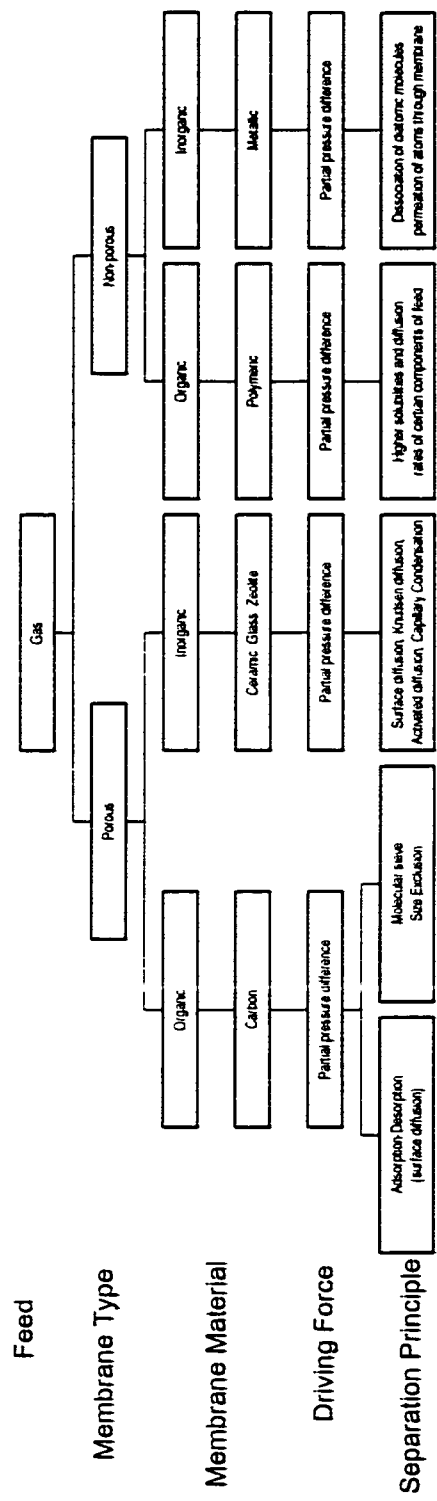 Feed
Gas
Membrane Type
Porous
Non-porous
Membrane Material
Organic
Inorganic
Organic
Inorganic
Carbon
Ceramic Glass Zeolite
Polymeric
Metallic
Driving Force
Partial pressure difference
Partial pressure difference
Partial pressure difference
Partial pressure difference
Separation Principle
Adsorption-Desorption
(surface diffusion)
Molecular sieve
Size Exclusion
Surface diffusion, Knudsen diffusion,
Activated diffusion, Capillary Condensation
Higher solubilities and diffusion
rates of certain components of feed
Dissociation of diatomic molecules
permeation of atoms through membrane